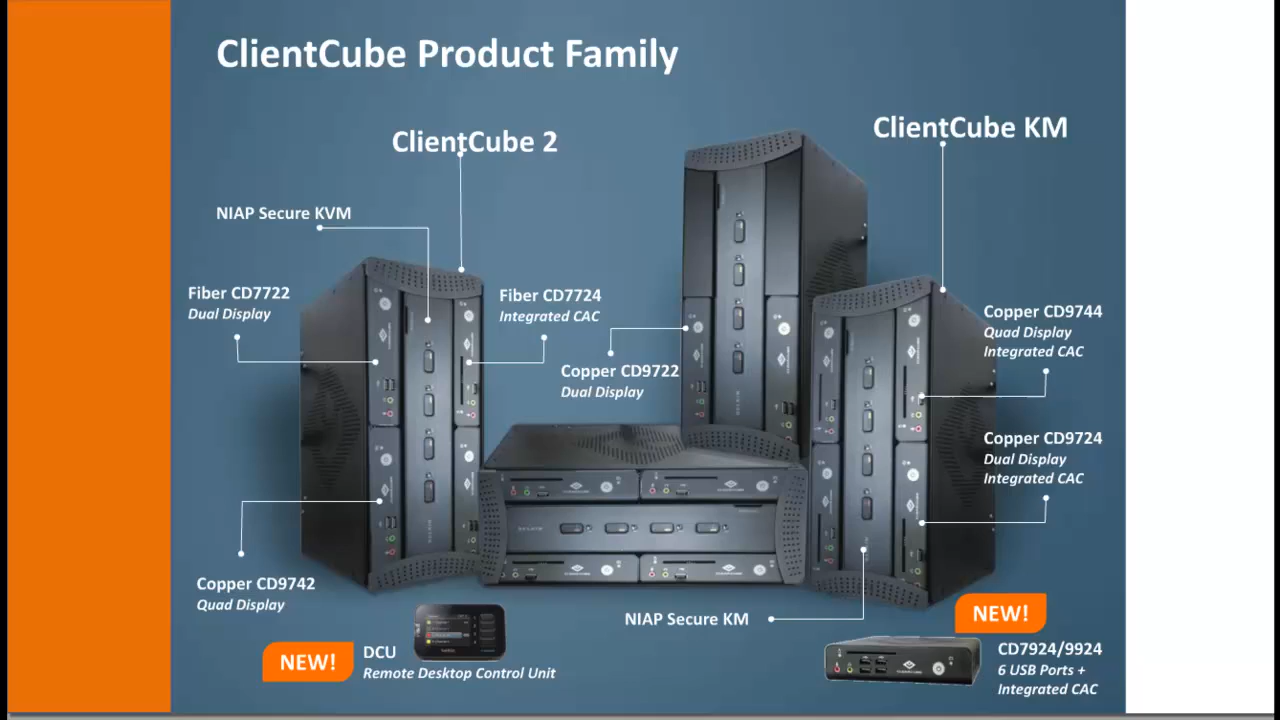 ClientCube Product Family
ClientCube 2
ClientCube KM
NIAP Secure KVM
Fiber CD7722
Dual Display
Fiber CD7724
Integrated CAC
Copper CD9722
Dual Display
Copper CD9744
Quad Display
Integrated CAC
Copper CD9724
Dual Display
Integrated CAC
Copper CD9742
Quad Display
NIAP Secure KM
NEW!
DCU
Remote Desktop Control Unit
NEW!
CD7924/9924
6 USB Ports +
Integrated CAC